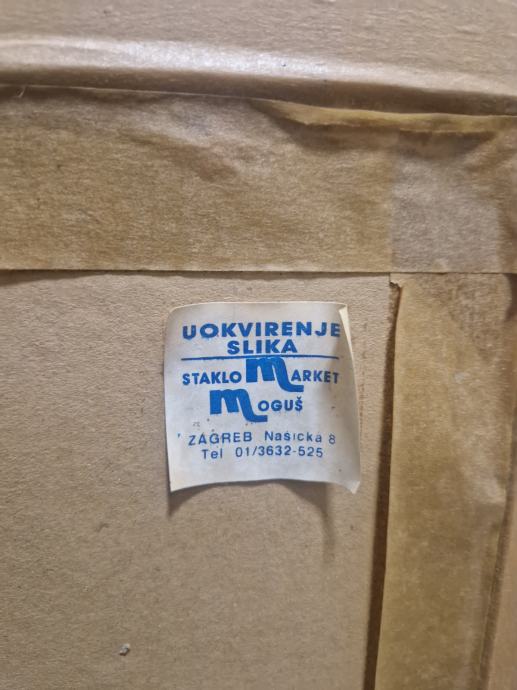 UOKVIRENJE
SLIKA
STAKLO MARKET
MOGUŠ
ZAGREB Našička 8
Tel 01/3632-525